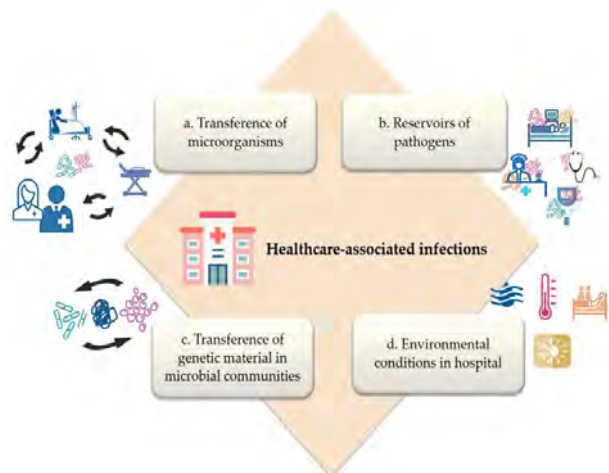 a. Transference of
microorganisms
b. Reservoirs of
pathogens
Healthcare-associated infections
c. Transference of
genetic material in
microbial communities
d. Environmental
conditions in hospital